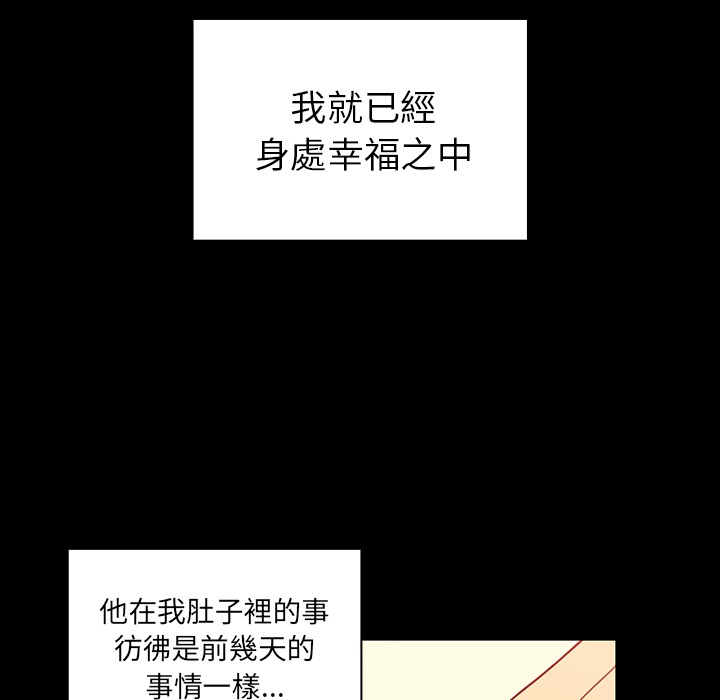 我就已經
身處幸福之中
他在我肚子裡的事
彷彿是前幾天的
事情一樣...